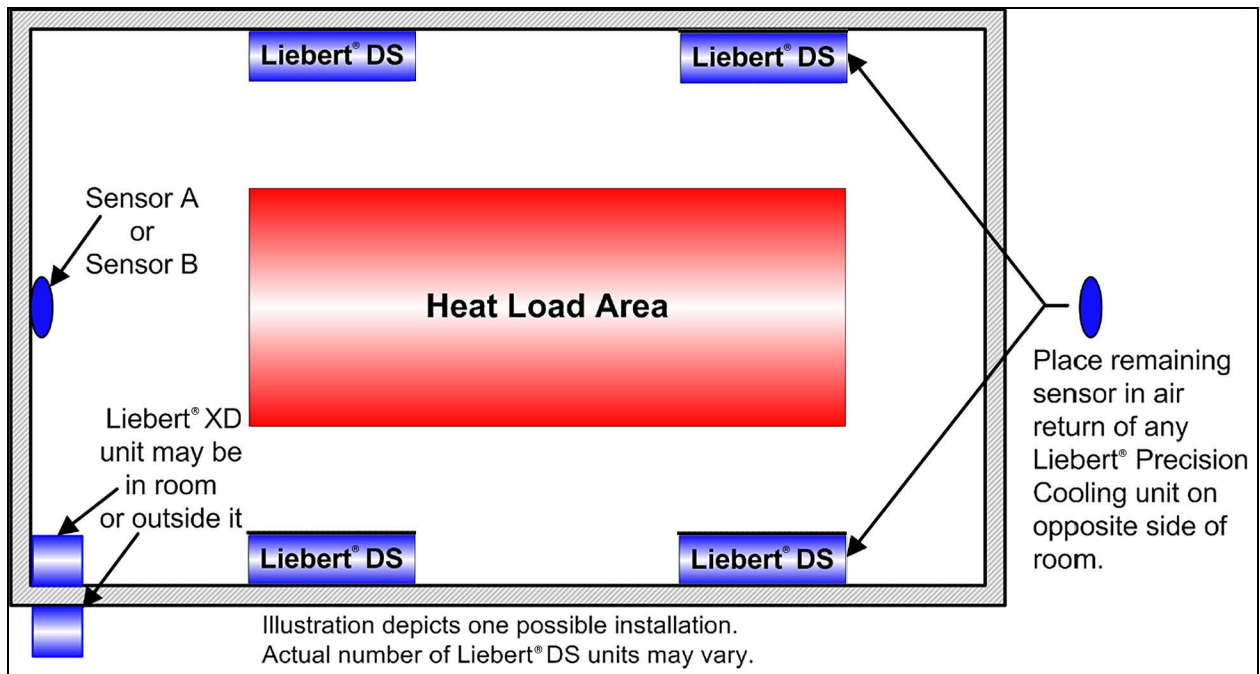 Liebert® DS
Liebert® DS
Sensor A
or
Sensor B
Heat Load Area
Place remaining
sensor in air
return of any
Liebert® Precision
Cooling unit on
opposite side of
room.
Liebert® XD
unit may be
in room
or outside it
Liebert® DS
Liebert® DS
Illustration depicts one possible installation.
Actual number of Liebert® DS units may vary.